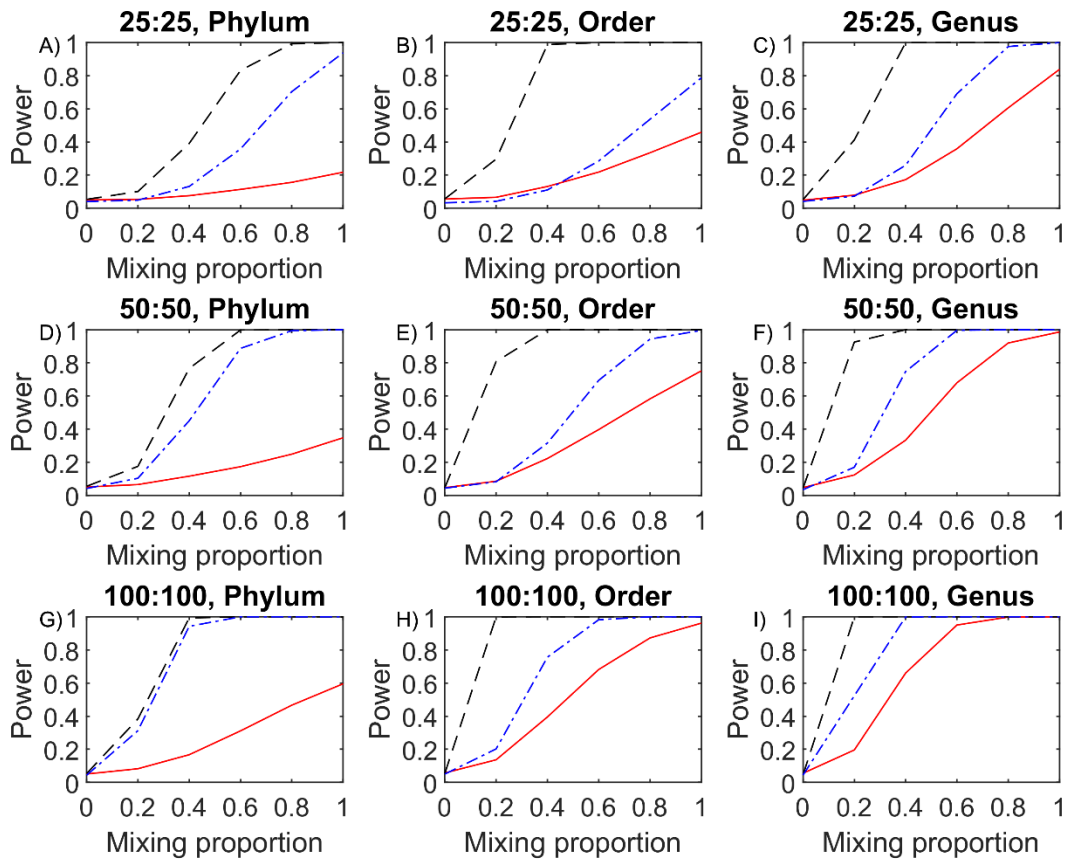 25:25, Phylum
A)
1
0.8
0.6
0.4
0.2
0
Power
0 0.2 0.4 0.6 0.8 1
Mixing proportion
25:25, Order
B)
1
0.8
0.6
0.4
0.2
0
Power
0 0.2 0.4 0.6 0.8 1
Mixing proportion
25:25, Genus
C)
1
0.8
0.6
0.4
0.2
0
Power
0 0.2 0.4 0.6 0.8 1
Mixing proportion
50:50, Phylum
D)
1
0.8
0.6
0.4
0.2
0
Power
0 0.2 0.4 0.6 0.8 1
Mixing proportion
50:50, Order
E)
1
0.8
0.6
0.4
0.2
0
Power
0 0.2 0.4 0.6 0.8 1
Mixing proportion
50:50, Genus
F)
1
0.8
0.6
0.4
0.2
0
Power
0 0.2 0.4 0.6 0.8 1
Mixing proportion
100:100, Phylum
G)
1
0.8
0.6
0.4
0.2
0
Power
0 0.2 0.4 0.6 0.8 1
Mixing proportion
100:100, Order
H)
1
0.8
0.6
0.4
0.2
0
Power
0 0.2 0.4 0.6 0.8 1
Mixing proportion
100:100, Genus
I)
1
0.8
0.6
0.4
0.2
0
Power
0 0.2 0.4 0.6 0.8 1
Mixing proportion